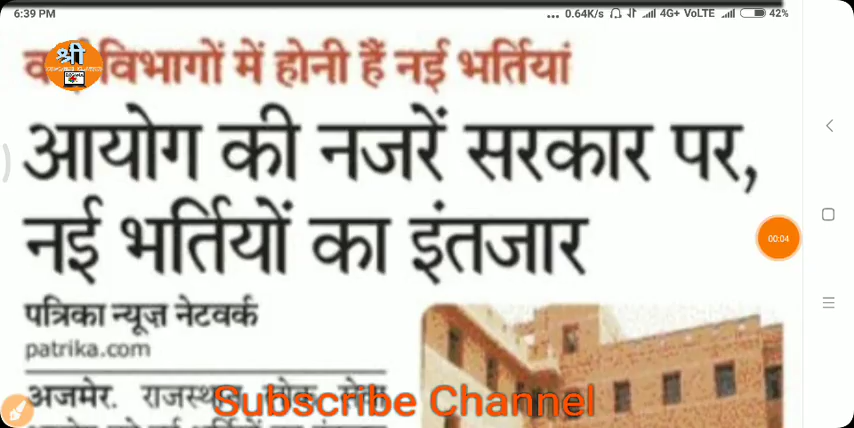 6:39 PM
... 0.64K/s 4G+ VoLTE 42%
विभागों में होनी हैं नई भर्तियां
श्री
आयोग की नजरें सरकार पर,
नई भर्तियों का इंतजार
00:04
पत्रिका न्यूज नेटवर्क
patrika.com
अजमेर. राजस्थान लोक सेवा
Subscribe Channel